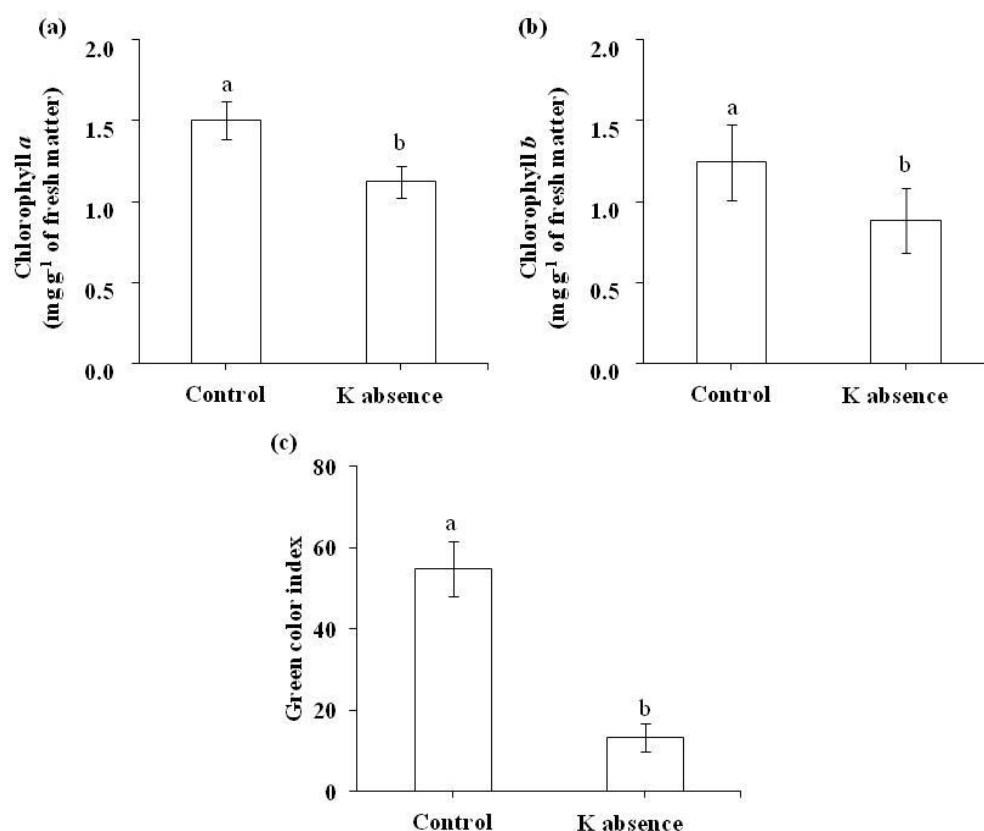 (a)
Chlorophyll a
(mg g-1 of fresh matter)
2.0
1.5
1.0
0.5
0.0
a
b
Control
K absence
(b)
Chlorophyll b
(mg g-1 of fresh matter)
2.0
1.5
1.0
0.5
0.0
a
b
Control
K absence
(c)
Green color index
80
60
40
20
0
a
b
Control
K absence